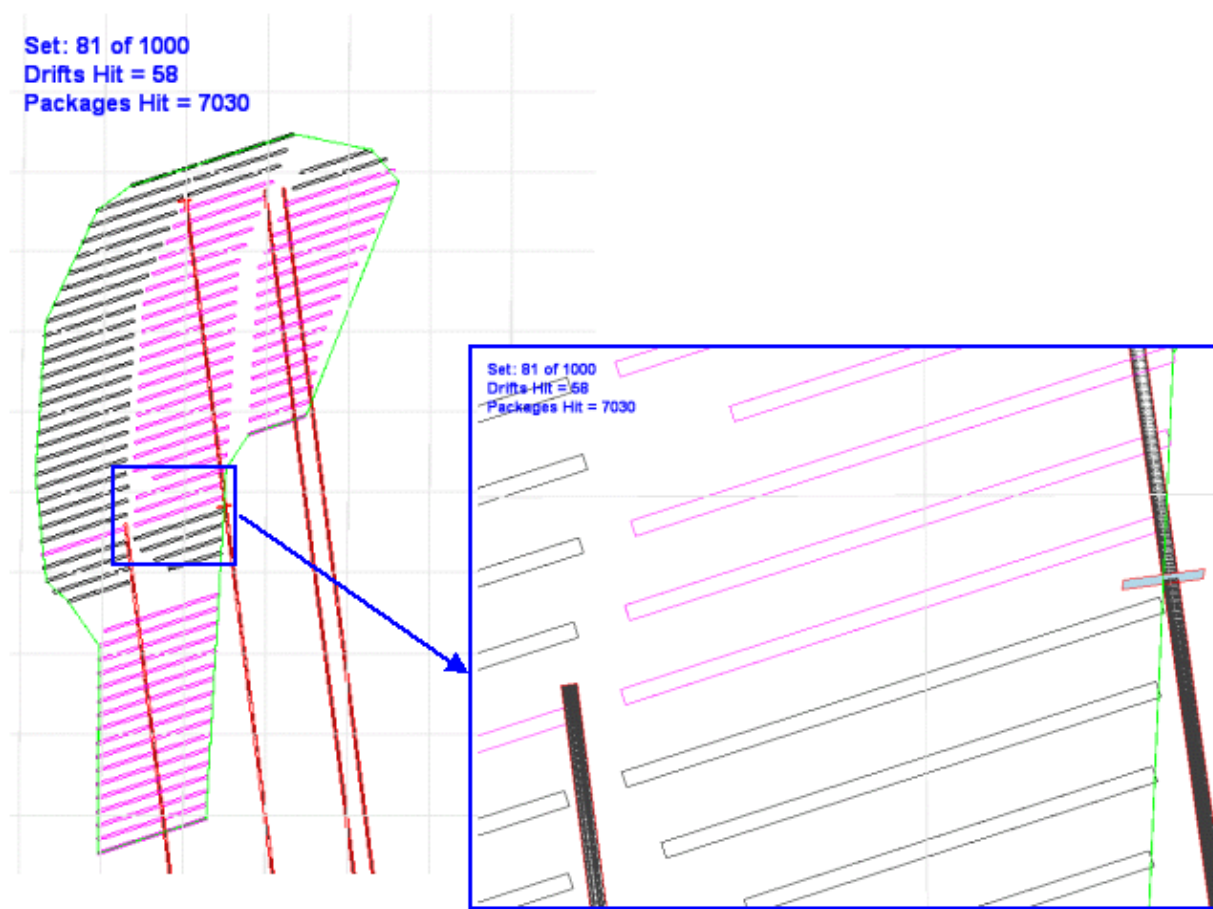 Set: 81 of 1000
Drifts Hit = 58
Packages Hit = 7030
Set: 81 of 1000
Drifts Hit = 58
Packages Hit = 7030